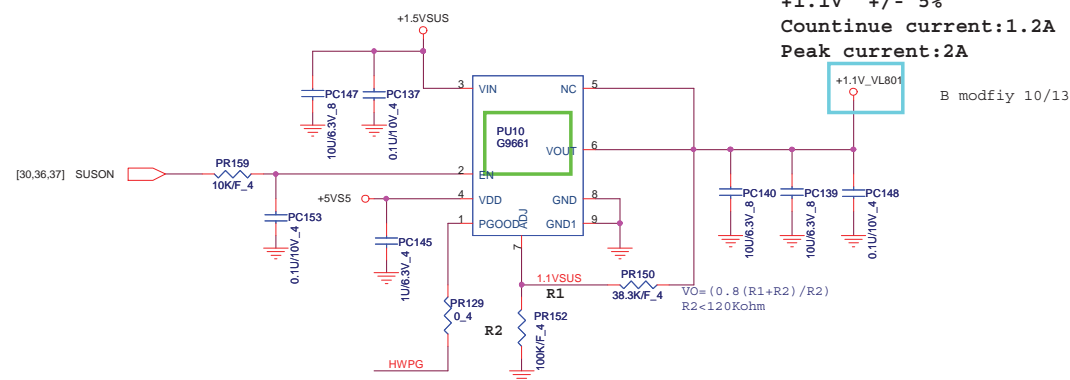 +1.1V +/- 5%
Countinue current:1.2A
Peak current:2A
+1.5VSUS
+1.1V_VL801
B modfiy 10/13
PC147
10U/6.3V_8
PC137
0.1U/10V_4
3
VIN
NC
5
PU10
G9661
VOUT
6
[30,36,37] SUSON
PR159
10K/F_4
2
EN
+5VS5
4
VDD
GND
8
1
PGOOD
ADJ
GND1
9
7
PC153
0.1U/10V_4
PC145
1U/6.3V_4
PC140
10U/6.3V_8
PC139
10U/6.3V_8
PC148
0.1U/10V_4
1.1VSUS
R1
PR150
38.3K/F_4
VO=(0.8(R1+R2)/R2)
R2<120Kohm
PR129
0_4
R2
PR152
100K/F_4
HWPG